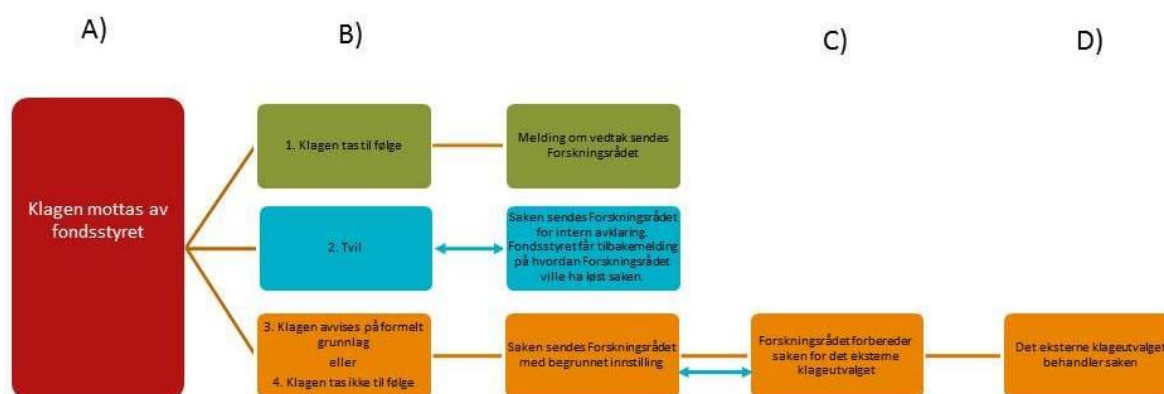 A)
B)
C)
D)
Klagen mottas av
fondsstyret
1. Klagen tas til følge
Melding om vedtak sendes
Forskningsrådet
2. Tvil
Saken sendes Forskningsrådet
for intern avklaring.
Fondsstyret får tilbakemelding
på hvordan Forskningsrådet
ville ha løst saken.
3. Klagen avvises på formelt
grunnlag
eller
4. Klagen tas ikke til følge
Saken sendes Forskningsrådet
med begrunnet innstilling
Forskningsrådet forbereder
saken for det eksterne
klageutvalget
Det eksterne klageutvalget
behandler saken